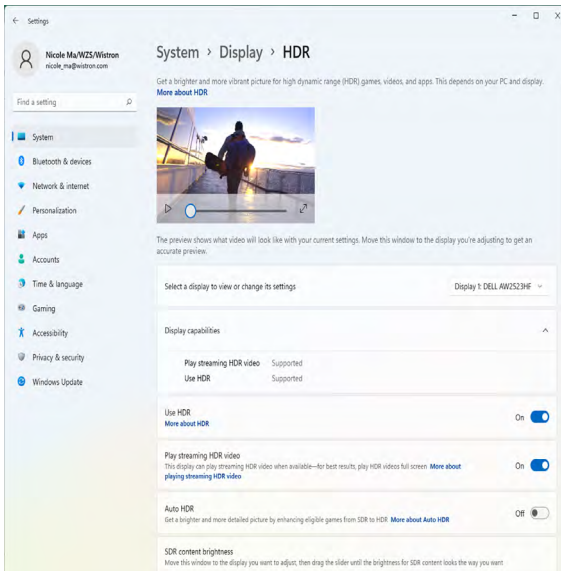 Settings
Nicole Ma/WZS/Wistron
nicole_ma@wistron.com
Find a setting
System
Bluetooth & devices
Network & internet
Personalization
Apps
Accounts
Time & language
Gaming
Accessibility
Privacy & security
Windows Update
System > Display > HDR
Get a brighter and more vibrant picture for high dynamic range (HDR) games, videos, and apps. This depends on your PC and display.
More about HDR
The preview shows what video will look like with your current settings. Move this window to the display you're adjusting to get an
accurate preview.
Select a display to view or change its settings
Display 1: DELL AW2523HF
Display capabilities
Play streaming HDR video Supported
Use HDR Supported
Use HDR
More about HDR
On
Play streaming HDR video
This display can play streaming HDR video when available—for best results, play HDR videos full screen More about
playing streaming HDR video
On
Auto HDR
Get a brighter and more detailed picture by enhancing eligible games from SDR to HDR More about Auto HDR
Off
SDR content brightness
Move this window to the display you want to adjust, then drag the slider until the brightness for SDR content looks the way you want